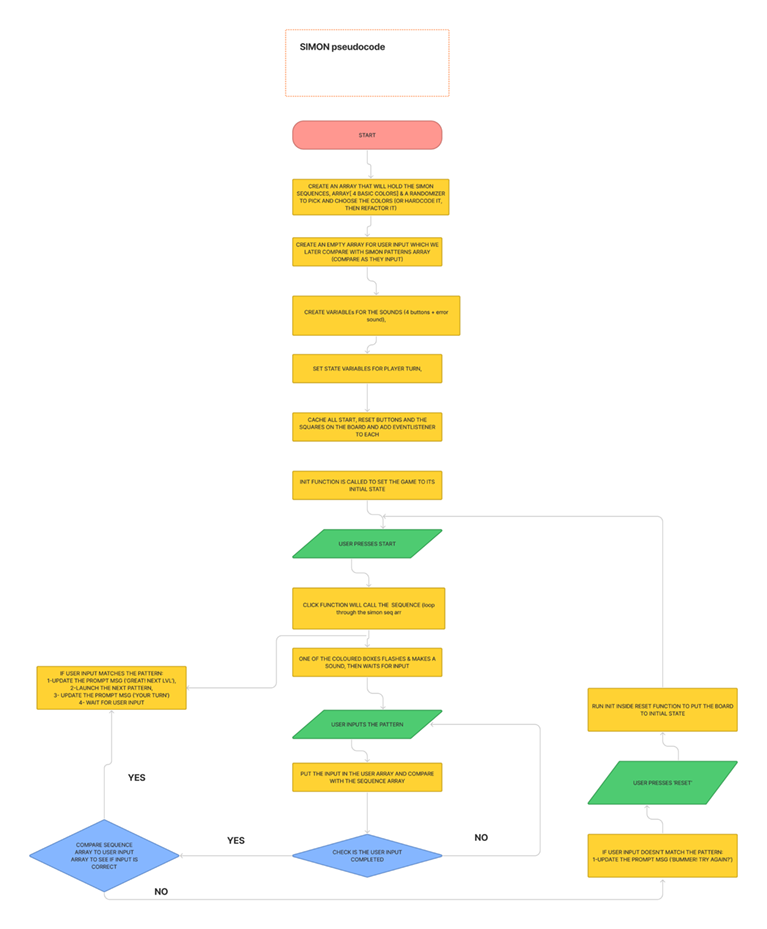 SIMON pseudocode
START
CREATE AN ARRAY THAT WILL HOLD THE SIMON
SEQUENCES, ARRAY[ 4 BASIC COLORS] & A RANDOMIZER
TO PICK AND CHOOSE THE COLORS (OR HARDCODE IT,
THEN REFACTOR IT)
CREATE AN EMPTY ARRAY FOR USER INPUT WHICH WE
LATER COMPARE WITH SIMON PATTERNS ARRAY
(COMPARE AS THEY INPUT)
CREATE VARIABLEs FOR THE SOUNDS (4 buttons + error
sound),
SET STATE VARIABLES FOR PLAYER TURN,
CACHE ALL START, RESET BUTTONS AND THE
SQUARES ON THE BOARD AND ADD EVENTLISTENER
TO EACH
INIT FUNCTION IS CALLED TO SET THE GAME TO ITS
INITIAL STATE
USER PRESSES START
CLICK FUNCTION WILL CALL THE SEQUENCE (loop
through the simon seq arr
ONE OF THE COLOURED BOXES FLASHES & MAKES A
SOUND, THEN WAITS FOR INPUT
IF USER INPUT MATCHES THE PATTERN:
1-UPDATE THE PROMPT MSG ('GREAT! NEXT LVL'),
2-LAUNCH THE NEXT PATTERN,
3- UPDATE THE PROMPT MSG ('YOUR TURN')
4- WAIT FOR USER INPUT
RUN INIT INSIDE RESET FUNCTION TO PUT THE BOARD
TO INITIAL STATE
USER INPUTS THE PATTERN
PUT THE INPUT IN THE USER ARRAY AND COMPARE
WITH THE SEQUENCE ARRAY
USER PRESSES 'RESET'
YES
YES
NO
COMPARE SEQUENCE
ARRAY TO USER INPUT
ARRAY TO SEE IF INPUT IS
CORRECT
CHECK IS THE USER INPUT
COMPLETED
IF USER INPUT DOESN'T MATCH THE PATTERN:
1-UPDATE THE PROMPT MSG ('BUMMER! TRY AGAIN?')
NO